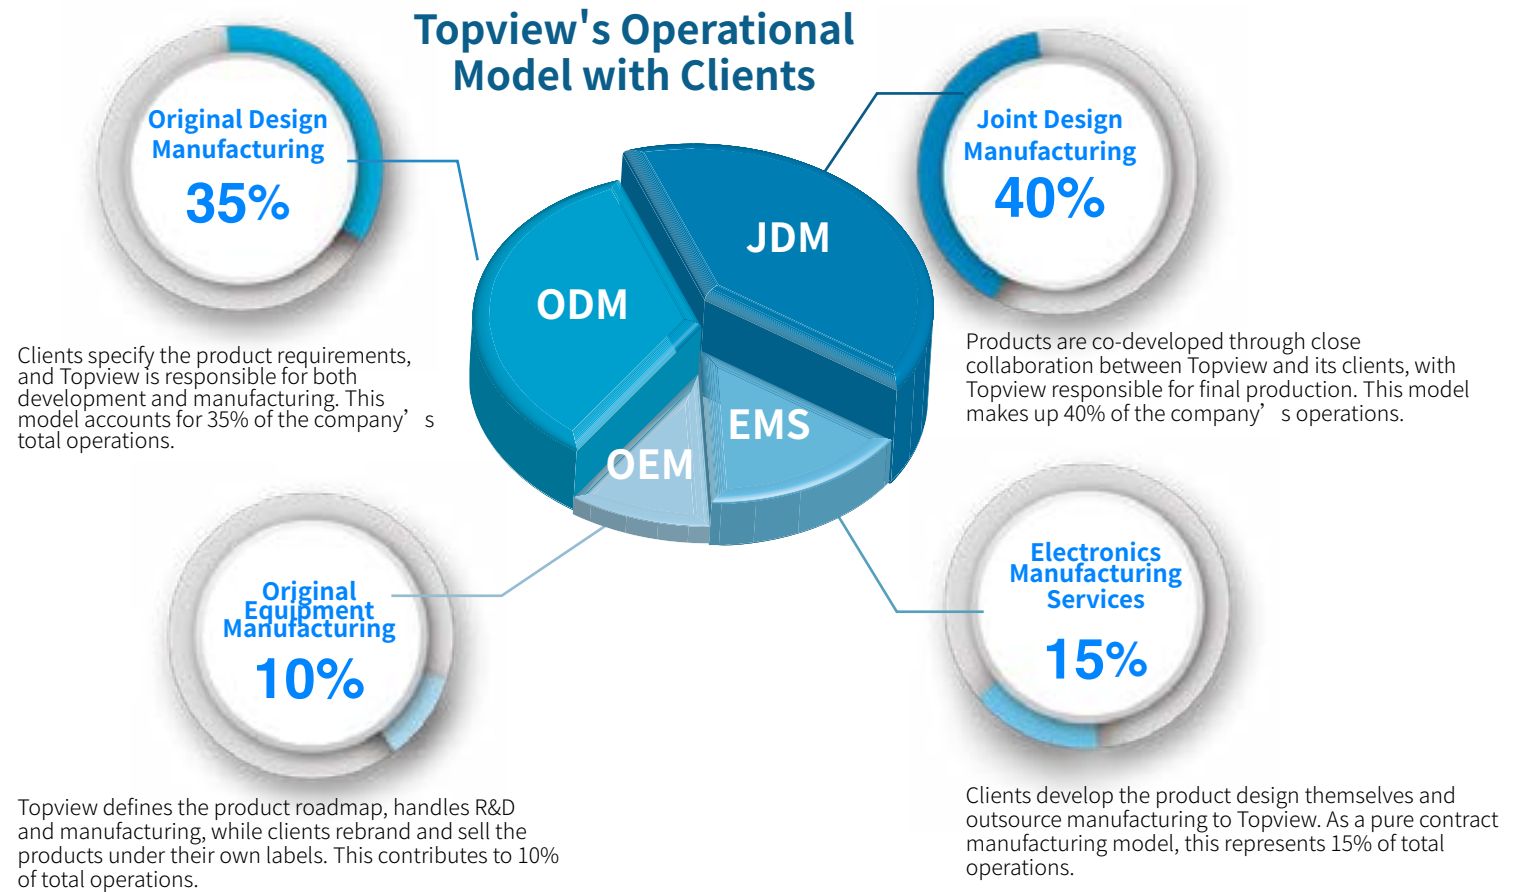 Topview's Operational
Model with Clients
Original Design
Manufacturing
35%
Clients specify the product requirements,
and Topview is responsible for both
development and manufacturing. This
model accounts for 35% of the company’s
total operations.
Joint Design
Manufacturing
40%
Products are co-developed through close
collaboration between Topview and its clients, with
Topview responsible for final production. This model
makes up 40% of the company’s operations.
JDM
ODM
EMS
OEM
Original
Equipment
Manufacturing
10%
Topview defines the product roadmap, handles R&D
and manufacturing, while clients rebrand and sell the
products under their own labels. This contributes to 10%
of total operations.
Electronics
Manufacturing
Services
15%
Clients develop the product design themselves and
outsource manufacturing to Topview. As a pure contract
manufacturing model, this represents 15% of total
operations.